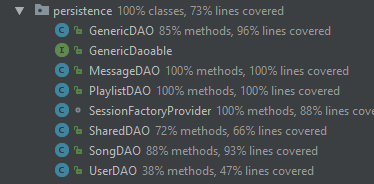 persistence 100% classes, 73% lines covered
C GenericDAO 85% methods, 96% lines covered
I GenericDaoable
C MessageDAO 100% methods, 100% lines covered
C PlaylistDAO 100% methods, 100% lines covered
C SessionFactoryProvider 100% methods, 88% lines covered
C SharedDAO 72% methods, 66% lines covered
C SongDAO 88% methods, 93% lines covered
C UserDAO 38% methods, 47% lines covered